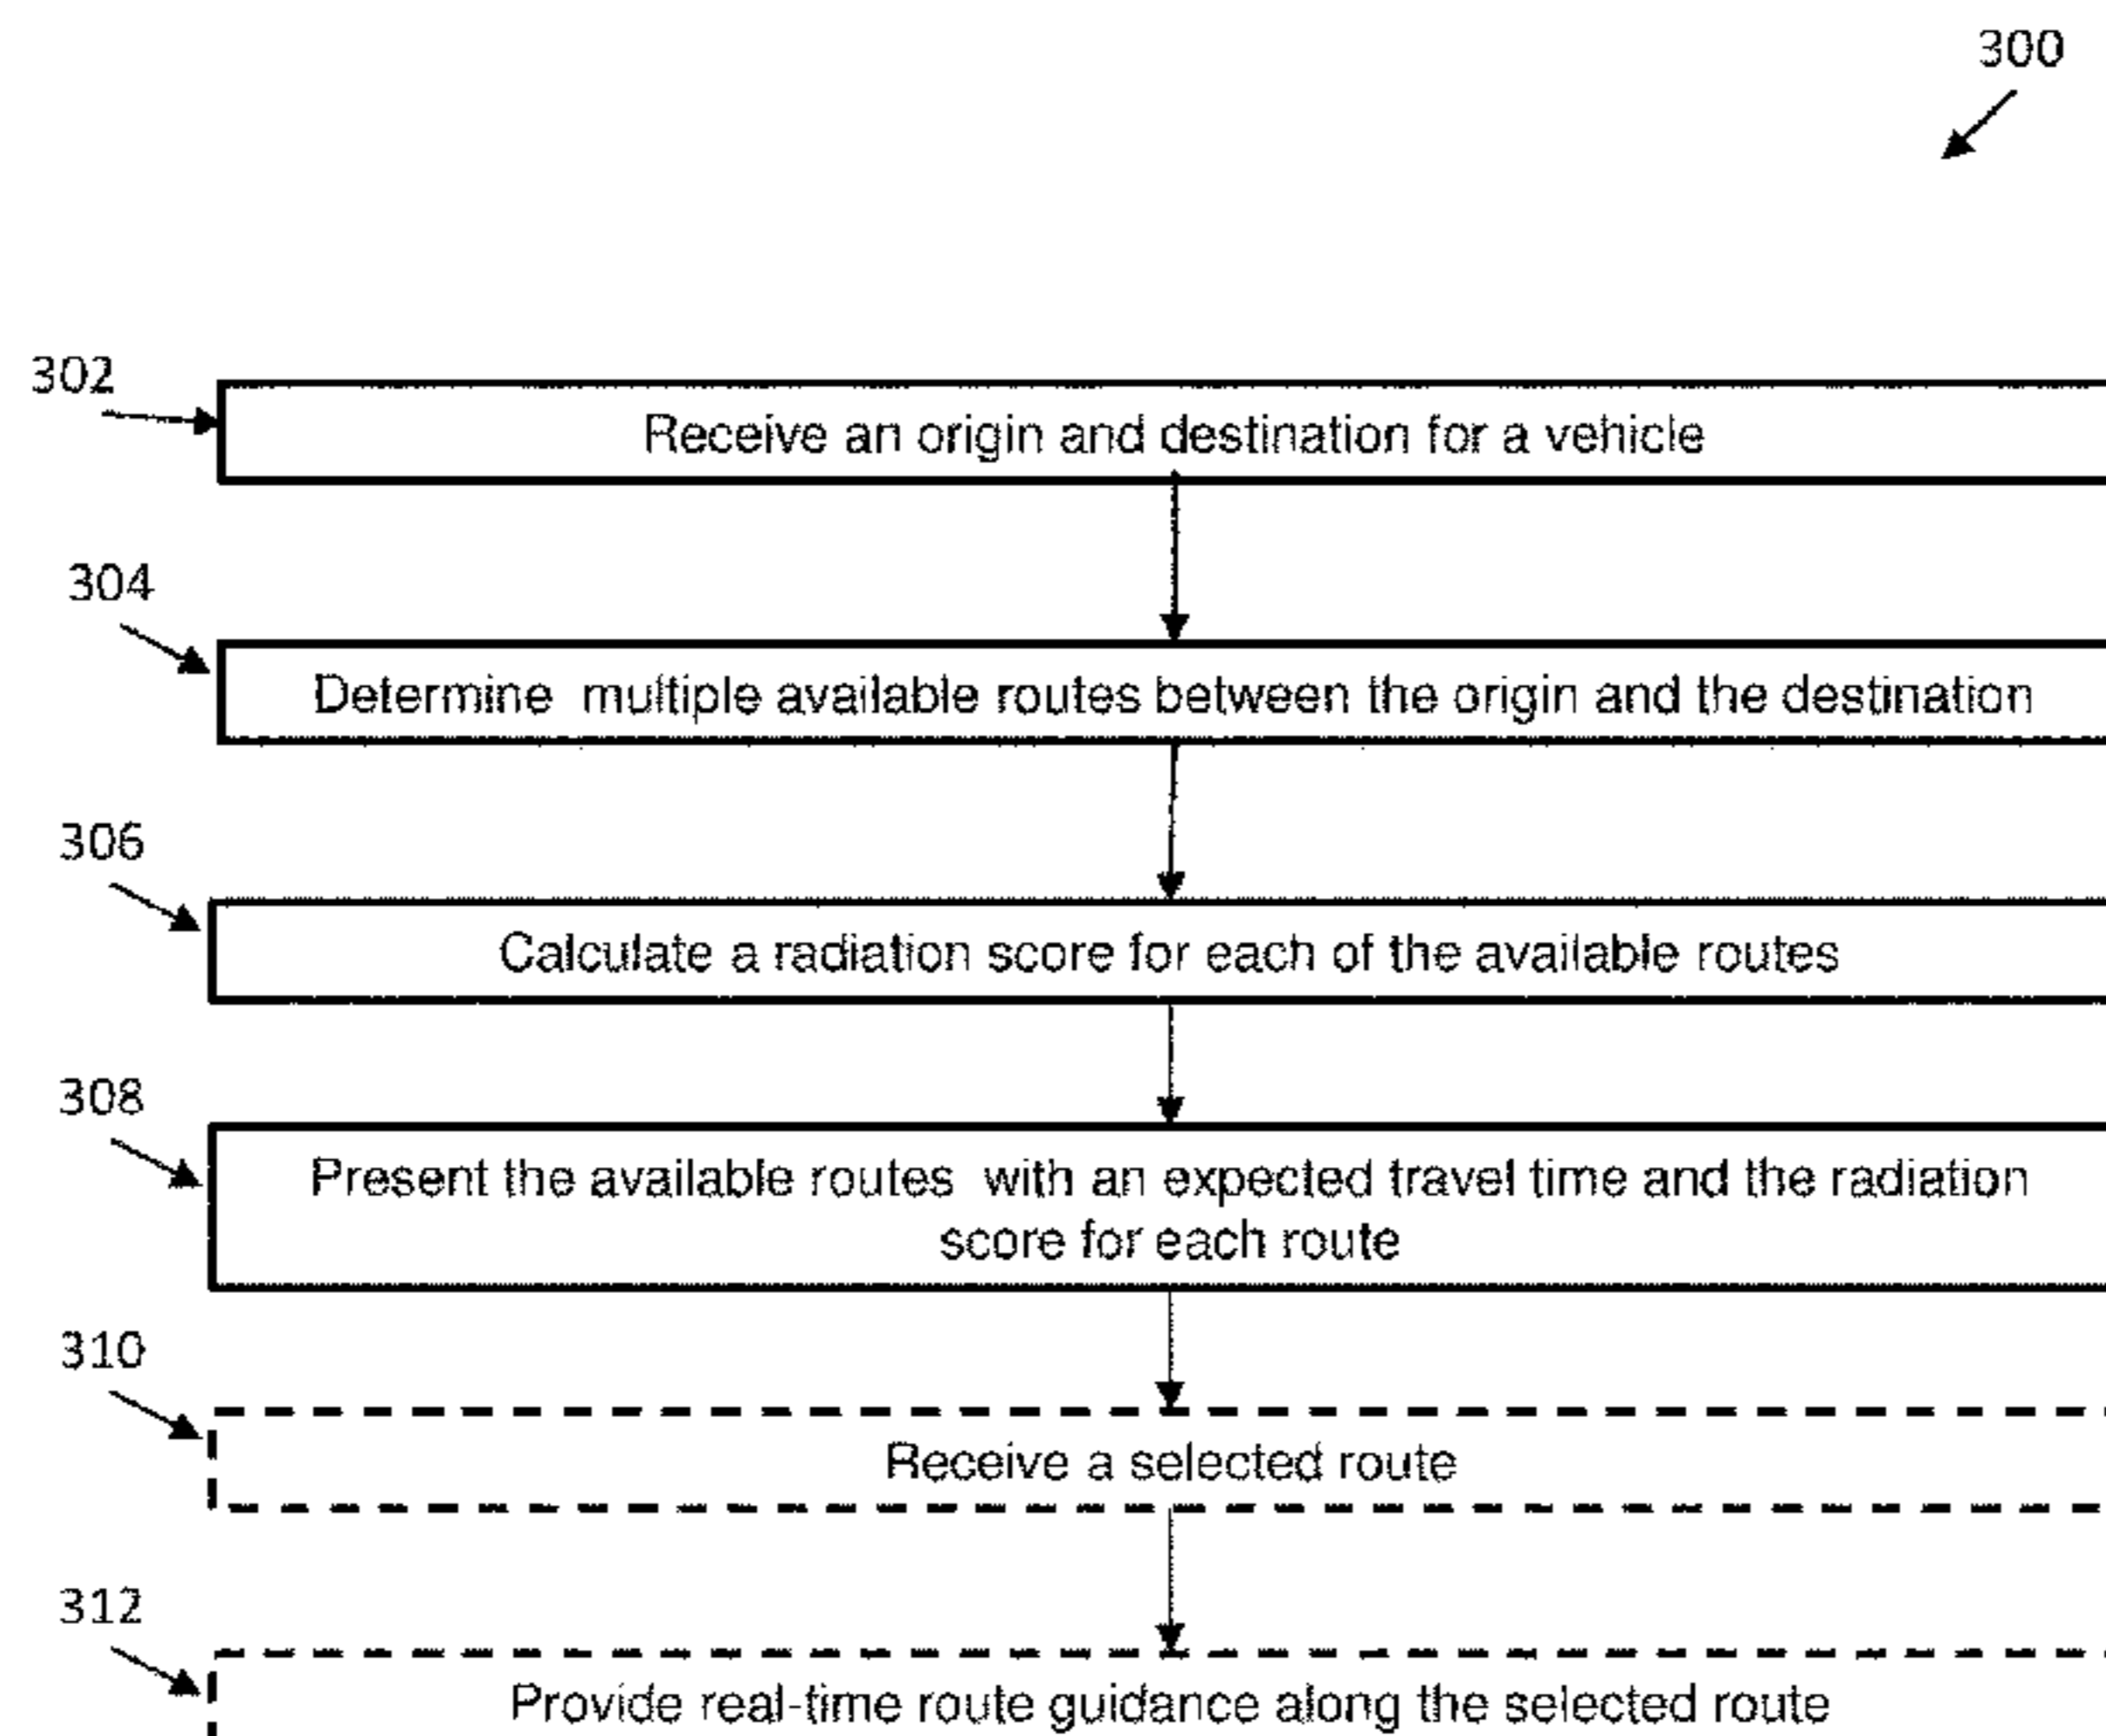 300
302
Receive an origin and destination for a vehicle
304
Determine multiple available routes between the origin and the destination
306
Calculate a radiation score for each of the available routes
308
Present the available routes with an expected travel time and the radiation
score for each route
310
Receive a selected route
312
Provide real-time route guidance along the selected route